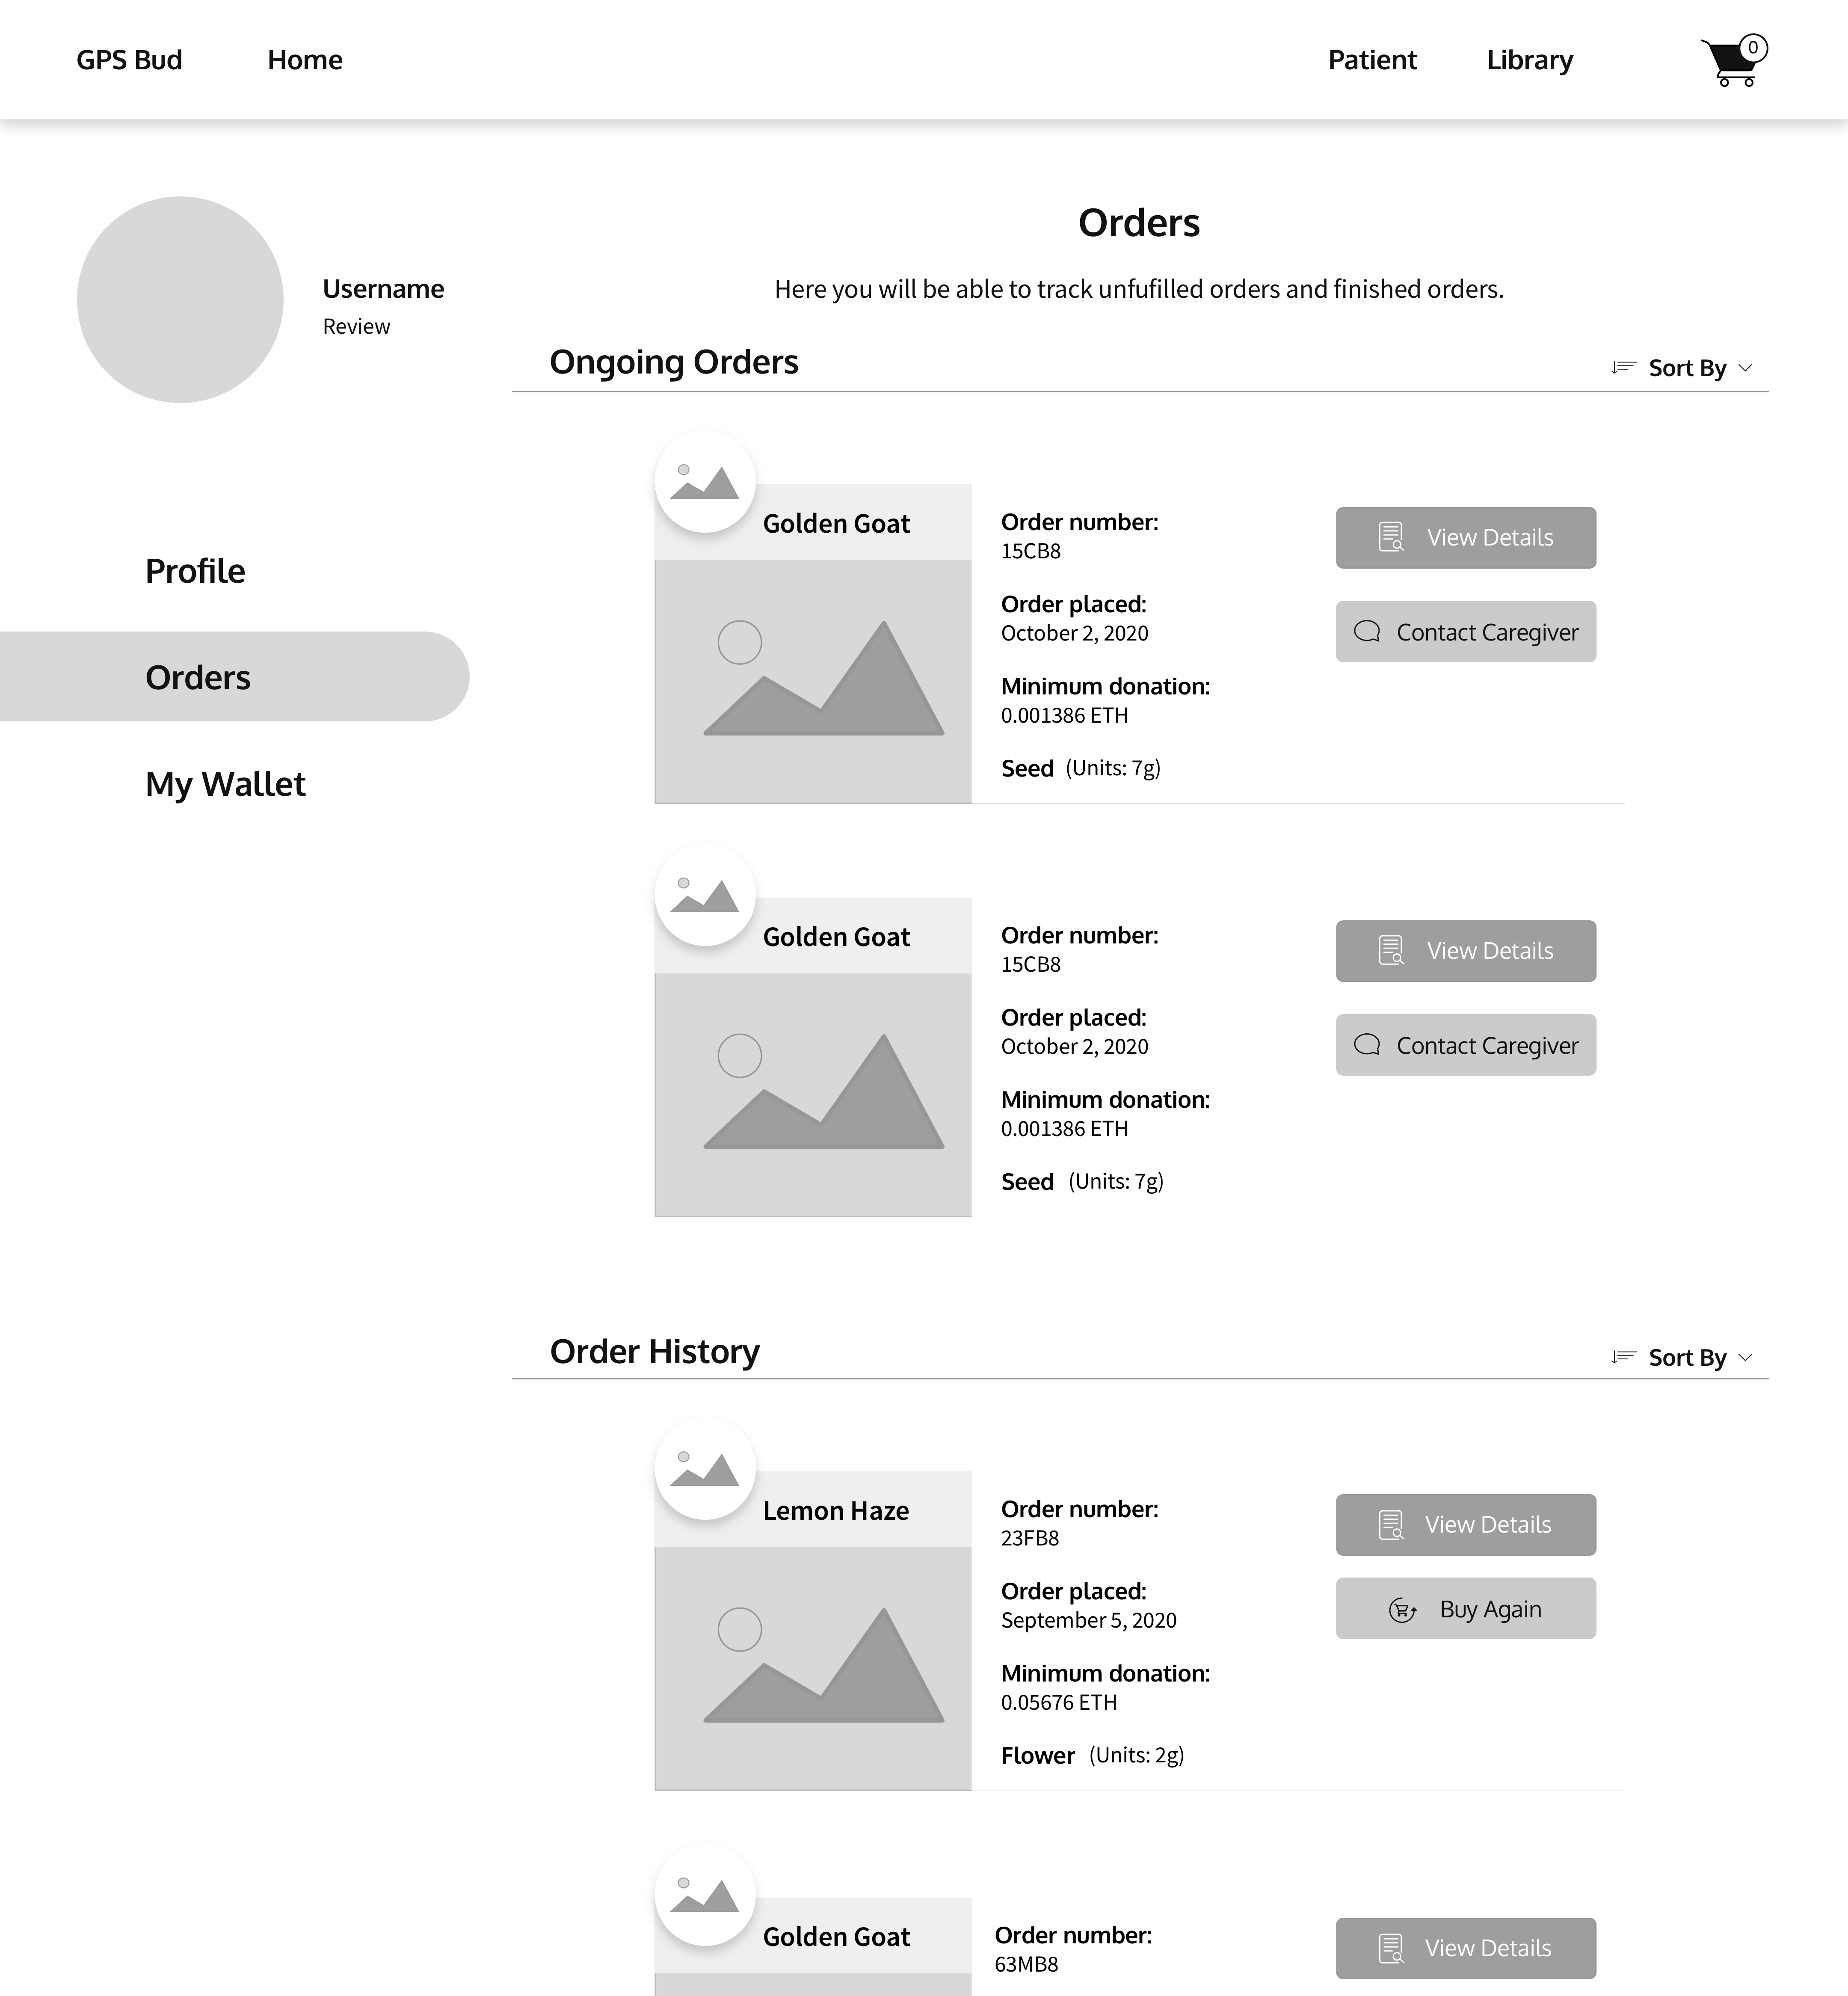 GPS Bud
Home
Patient
Library
0
Orders
Here you will be able to track unfufilled orders and finished orders.
Username
Review
Profile
Orders
My Wallet
Ongoing Orders
Sort By
Golden Goat
Order number:
15CB8
Order placed:
October 2, 2020
Minimum donation:
0.001386 ETH
Seed (Units: 7g)
View Details
Contact Caregiver
Golden Goat
Order number:
15CB8
Order placed:
October 2, 2020
Minimum donation:
0.001386 ETH
Seed (Units: 7g)
View Details
Contact Caregiver
Order History
Sort By
Lemon Haze
Order number:
23FB8
Order placed:
September 5, 2020
Minimum donation:
0.05676 ETH
Flower (Units: 2g)
View Details
Buy Again
Golden Goat
Order number:
63MB8
View Details